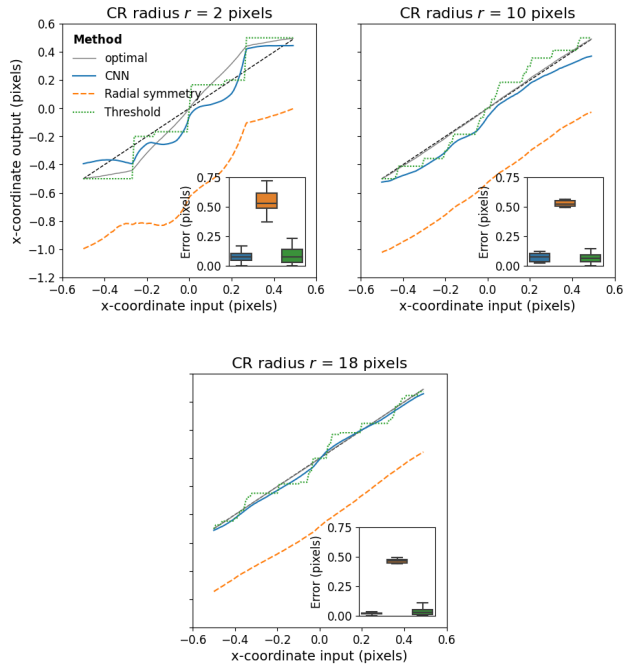 CR radius r = 2 pixels
0.6
0.4
0.2
0.0
−0.2
−0.4
−0.6
−0.8
−1.0
−1.2
x-coordinate output (pixels)
Method
optimal
CNN
Radial symmetry
Threshold
Error (pixels)
0.75
0.50
0.25
0.00
−0.6 −0.4 −0.2 0.0 0.2 0.4 0.6
x-coordinate input (pixels)
CR radius r = 10 pixels
Error (pixels)
0.75
0.50
0.25
0.00
−0.6 −0.4 −0.2 0.0 0.2 0.4 0.6
x-coordinate input (pixels)
CR radius r = 18 pixels
Error (pixels)
0.75
0.50
0.25
0.00
−0.6 −0.4 −0.2 0.0 0.2 0.4 0.6
x-coordinate input (pixels)